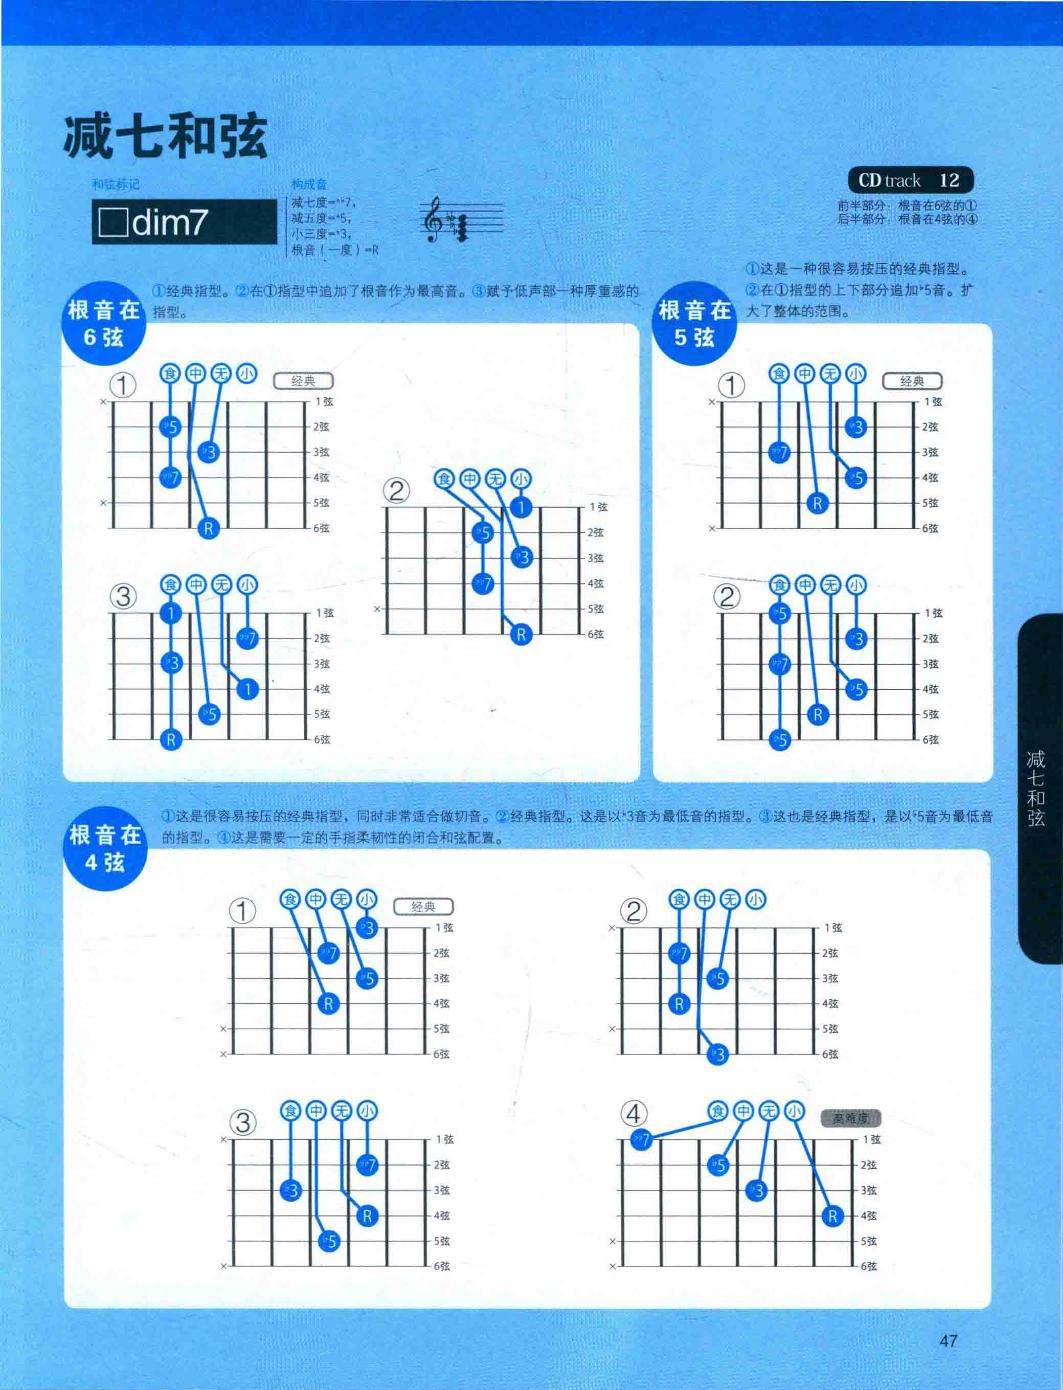 减七和弦
和弦标记
□dim7
构成音
减七度=♭♭7,
减五度=♭5,
小三度=♭3,
根音(一度)=R
CD track 12
前半部分：根音在6弦的①
后半部分：根音在4弦的④
根音在
6弦
①经典指型。②在①指型中追加了根音作为最高音。③赋予低声部一种厚重感的
指型。
① 食 中 无 小 经典
× 1弦
♭5 2弦
♭3 3弦
♭♭7 4弦
× 5弦
R 6弦
② 食 中 无 小
1 1弦
♭5 2弦
♭3 3弦
♭♭7 4弦
× 5弦
R 6弦
③ 食 中 无 小
1 1弦
♭♭7 2弦
♭3 3弦
1 4弦
♭5 5弦
R 6弦
根音在
5弦
①这是一种很容易按压的经典指型。
②在①指型的上下部分追加♭5音。扩
大了整体的范围。
① 食 中 无 小 经典
× 1弦
♭3 2弦
♭♭7 3弦
♭5 4弦
R 5弦
× 6弦
② 食 中 无 小
♭5 1弦
♭3 2弦
♭♭7 3弦
♭5 4弦
R 5弦
♭5 6弦
根音在
4弦
①这是很容易按压的经典指型，同时非常适合做切音。②经典指型。这是以♭3音为最低音的指型。③这也是经典指型，是以♭5音为最低音
的指型。④这是需要一定的手指柔韧性的闭合和弦配置。
① 食 中 无 小 经典
♭3 1弦
♭♭7 2弦
♭5 3弦
R 4弦
× 5弦
× 6弦
② 食 中 无 小
× 1弦
♭♭7 2弦
♭5 3弦
R 4弦
× 5弦
♭3 6弦
③ 食 中 无 小
× 1弦
♭♭7 2弦
♭3 3弦
R 4弦
♭5 5弦
× 6弦
④ 食 中 无 小 高难度
♭♭7 1弦
♭5 2弦
♭3 3弦
R 4弦
× 5弦
× 6弦
减七和弦
47